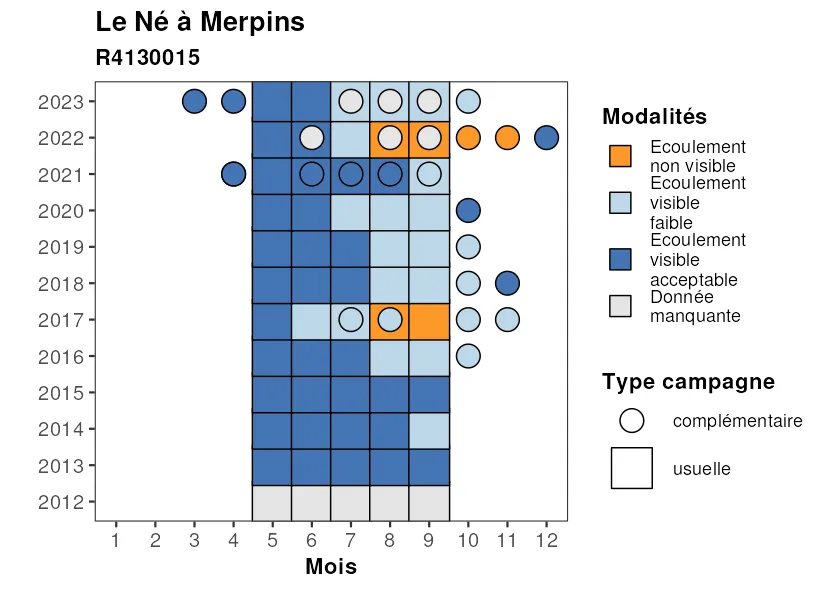 Le Né à Merpins
R4130015
2023
2022
2021
2020
2019
2018
2017
2016
2015
2014
2013
2012
1 2 3 4 5 6 7 8 9 10 11 12
Mois
Modalités
Ecoulement
non visible
Ecoulement
visible
faible
Ecoulement
visible
acceptable
Donnée
manquante
Type campagne
complémentaire
usuelle